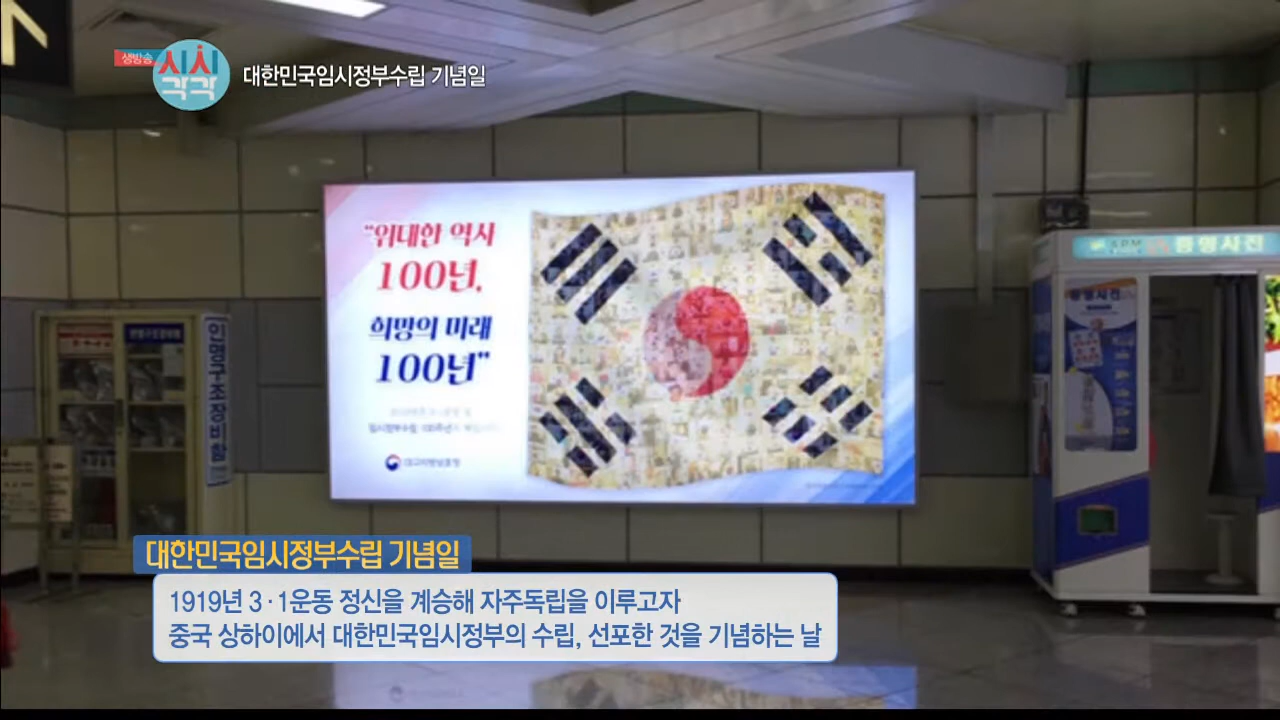 생방송
시시각각
대한민국임시정부수립 기념일
"위대한 역사
100년,
희망의 미래
100년"
인명구조장비함
증명사진
대한민국임시정부수립 기념일
1919년 3·1운동 정신을 계승해 자주독립을 이루고자
중국 상하이에서 대한민국임시정부의 수립, 선포한 것을 기념하는 날